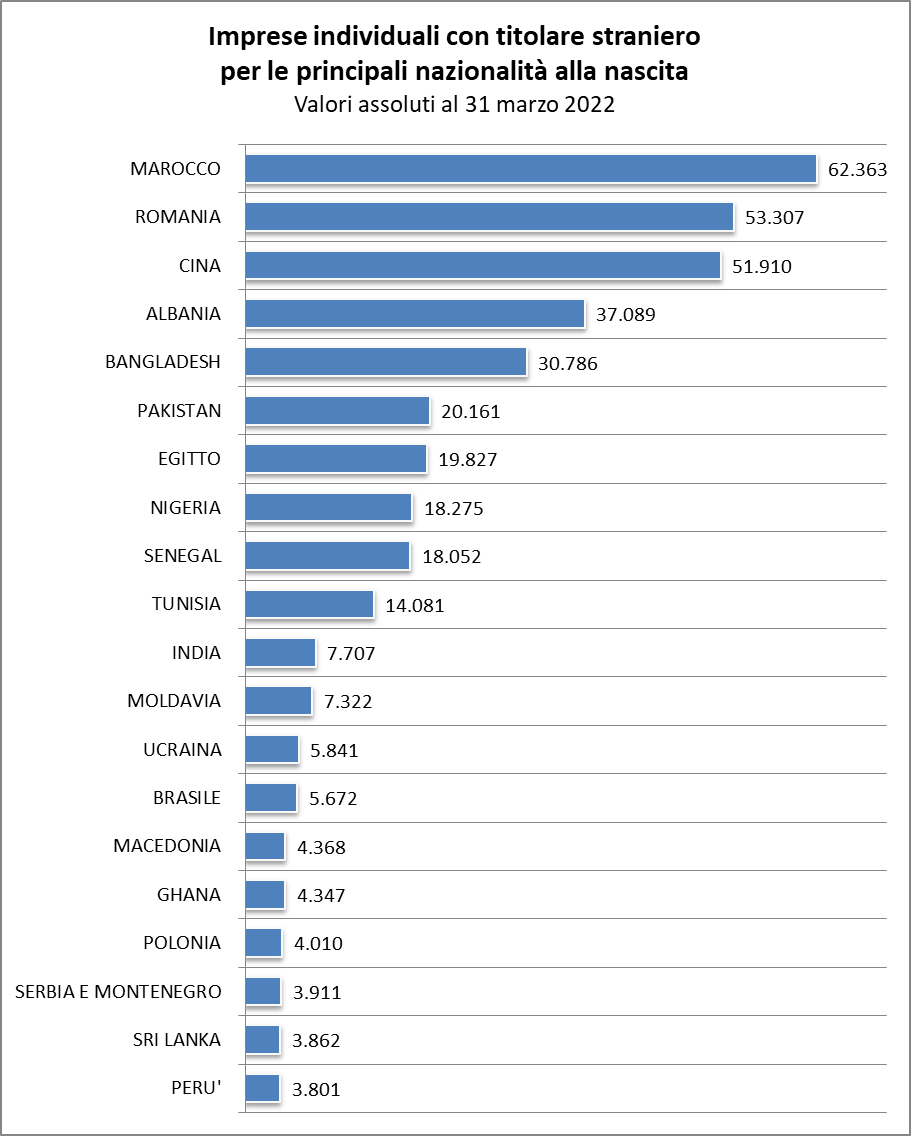 Imprese individuali con titolare straniero
per le principali nazionalità alla nascita
Valori assoluti al 31 marzo 2022
MAROCCO 62.363
ROMANIA 53.307
CINA 51.910
ALBANIA 37.089
BANGLADESH 30.786
PAKISTAN 20.161
EGITTO 19.827
NIGERIA 18.275
SENEGAL 18.052
TUNISIA 14.081
INDIA 7.707
MOLDAVIA 7.322
UCRAINA 5.841
BRASILE 5.672
MACEDONIA 4.368
GHANA 4.347
POLONIA 4.010
SERBIA E MONTENEGRO 3.911
SRI LANKA 3.862
PERU' 3.801